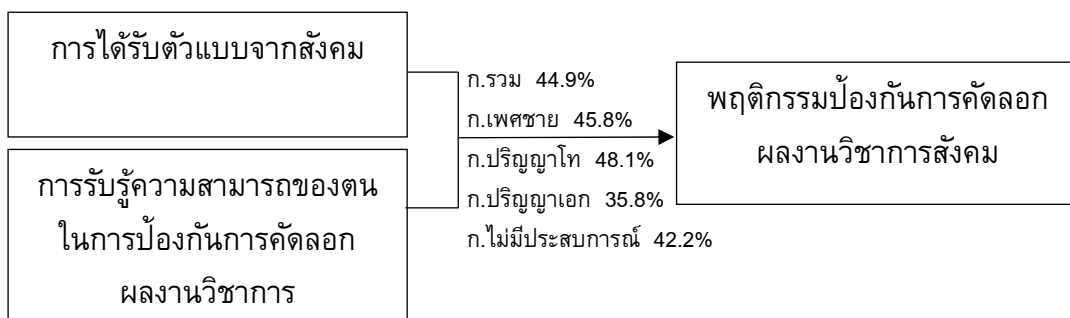 การได้รับตัวแบบจากสังคม
การรับรู้ความสามารถของตน
ในการป้องกันการคัดลอก
ผลงานวิชาการ
ก.รวม 44.9%
ก.เพศชาย 45.8%
ก.ปริญญาโท 48.1%
ก.ปริญญาเอก 35.8%
ก.ไม่มีประสบการณ์ 42.2%
พฤติกรรมป้องกันการคัดลอก
ผลงานวิชาการสังคม